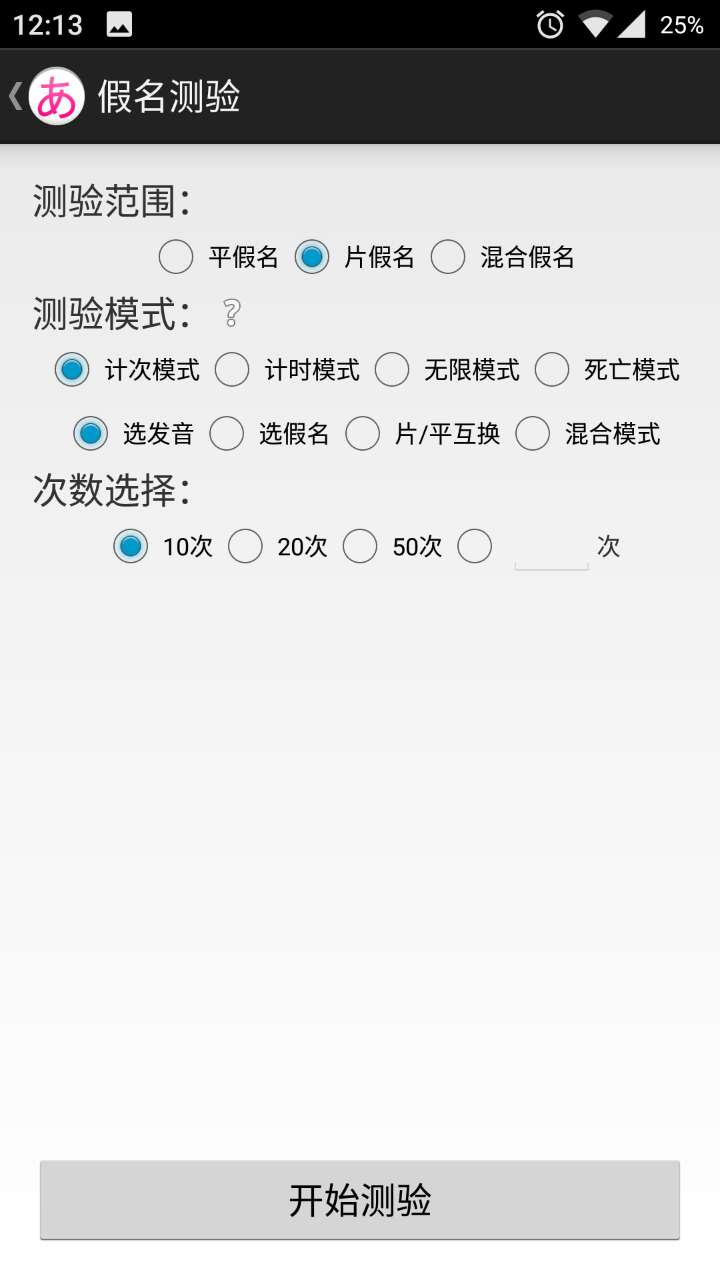 12:13 25%
あ 假名测验
测验范围：
平假名 片假名 混合假名
测验模式： ?
计次模式 计时模式 无限模式 死亡模式
选发音 选假名 片/平互换 混合模式
次数选择：
10次 20次 50次 次
开始测验